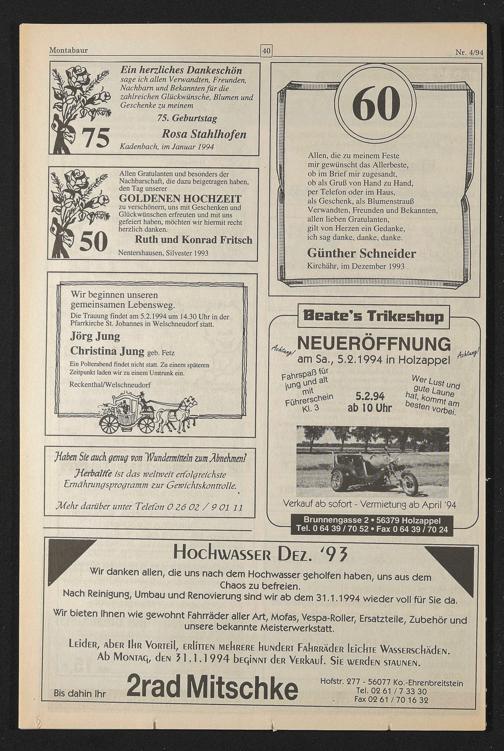 Montabaur
40
Nr. 4/94
Ein herzliches Dankeschön
sage ich allen Verwandten, Freunden,
Nachbarn und Bekannten für die
zahlreichen Glückwünsche, Blumen und
Geschenke zu meinem
75. Geburtstag
Rosa Stahlhofen
Kadenbach, im Januar 1994
75
Allen Gratulanten und besonders der
Nachbarschaft, die dazu beigetragen haben,
den Tag unserer
GOLDENEN HOCHZEIT
zu verschönern, uns mit Geschenken und
Glückwünschen erfreuten und mit uns
gefeiert haben, möchten wir hiermit recht
herzlich danken.
Ruth und Konrad Fritsch
Nentershausen, Silvester 1993
50
60
Allen, die zu meinem Feste
mir gewünscht das Allerbeste,
ob im Brief mir zugesandt,
ob als Gruß von Hand zu Hand,
per Telefon oder im Haus,
als Geschenk, als Blumenstrauß
Verwandten, Freunden und Bekannten,
allen lieben Gratulanten,
gilt von Herzen ein Gedanke,
ich sag danke, danke, danke.
Günther Schneider
Kirchähr, im Dezember 1993
Wir beginnen unseren
gemeinsamen Lebensweg.
Die Trauung findet am 5.2.1994 um 14.30 Uhr in der
Pfarrkirche St. Johannes in Welschneudorf statt.
Jörg Jung
Christina Jung geb. Fetz
Ein Polterabend findet nicht statt. Zu einem späteren
Zeitpunkt laden wir zu einem Umtrunk ein.
Reckenthal/Welschneudorf
Haben Sie auch genug von Wundermitteln zum Abnehmen?
Herbalife ist das weltweit erfolgreichste
Ernährungsprogramm zur Gewichtskontrolle.
Mehr darüber unter Telefon 0 26 02 / 9 01 11
Beate's Trikeshop
Achtung!
NEUERÖFFNUNG
Achtung!
am Sa., 5.2.1994 in Holzappel
Fahrspaß für
jung und alt
mit
Führerschein
Kl. 3
5.2.94
ab 10 Uhr
Wer Lust und
gute Laune
hat, kommt am
besten vorbei.
Verkauf ab sofort - Vermietung ab April '94
Brunnengasse 2 • 56379 Holzappel
Tel. 0 64 39 / 70 52 • Fax 0 64 39 / 70 24
Hochwasser Dez. '93
Wir danken allen, die uns nach dem Hochwasser geholfen haben, uns aus dem
Chaos zu befreien.
Nach Reinigung, Umbau und Renovierung sind wir ab dem 31.1.1994 wieder voll für Sie da.
Wir bieten Ihnen wie gewohnt Fahrräder aller Art, Mofas, Vespa-Roller, Ersatzteile, Zubehör und
unsere bekannte Meisterwerkstatt.
Leider, aber Ihr Vorteil, erlitten mehrere hundert Fahrräder leichte Wasserschäden.
Ab Montag, den 31.1.1994 beginnt der Verkauf. Sie werden staunen.
Bis dahin Ihr
2rad Mitschke
Hofstr. 277 - 56077 Ko.-Ehrenbreitstein
Tel. 02 61 / 7 33 30
Fax 02 61 / 70 16 32